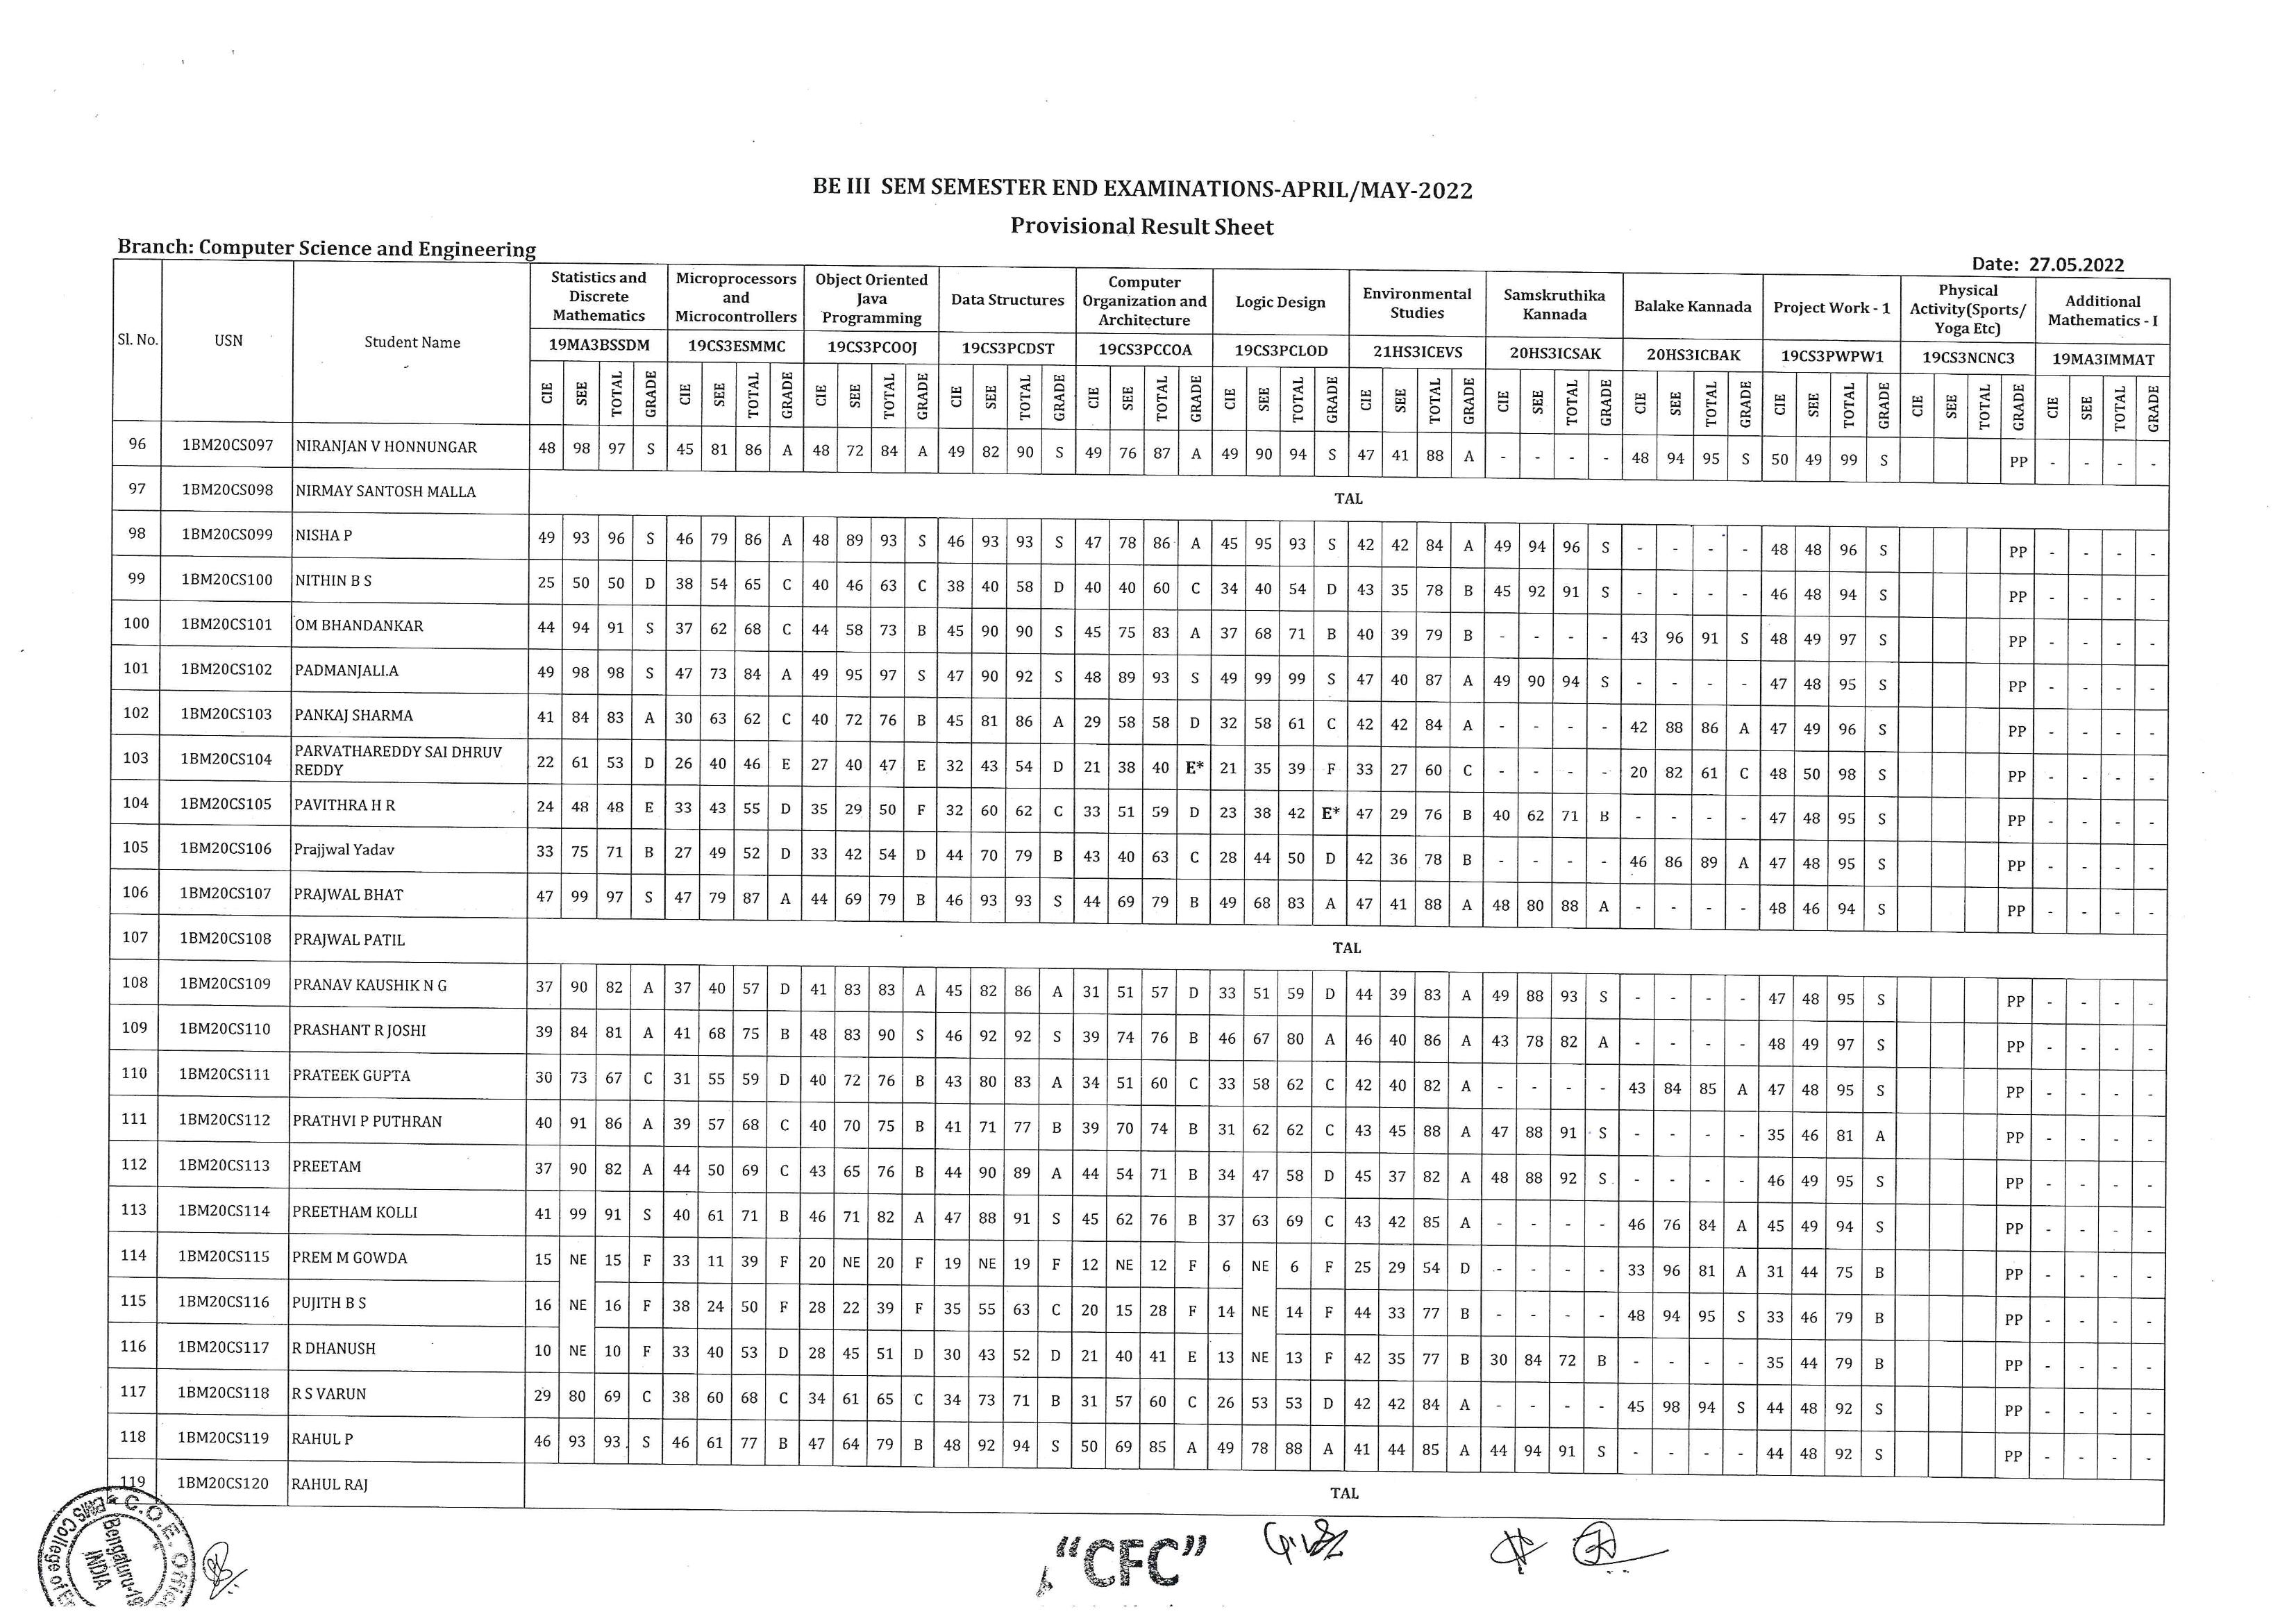 BE III SEM SEMESTER END EXAMINATIONS-APRIL/MAY-2022
Provisional Result Sheet
Branch: Computer Science and Engineering
Date: 27.05.2022
Sl. No. USN Student Name Statistics and Discrete Mathematics Microprocessors and Microcontrollers Object Oriented Java Programming Data Structures Computer Organization and Architecture Logic Design Environmental Studies Samskruthika Kannada Balake Kannada Project Work - 1 Physical Activity(Sports/ Yoga Etc) Additional Mathematics - I
19MA3BSSDM 19CS3ESMMC 19CS3PCOOJ 19CS3PCDST 19CS3PCCOA 19CS3PCLOD 21HS3ICEVS 20HS3ICSAK 20HS3ICBAK 19CS3PWPW1 19CS3NCNC3 19MA3IMMAT
CIE SEE TOTAL GRADE CIE SEE TOTAL GRADE CIE SEE TOTAL GRADE CIE SEE TOTAL GRADE CIE SEE TOTAL GRADE CIE SEE TOTAL GRADE CIE SEE TOTAL GRADE CIE SEE TOTAL GRADE CIE SEE TOTAL GRADE CIE SEE TOTAL GRADE CIE SEE TOTAL GRADE CIE SEE TOTAL GRADE
96 1BM20CS097 NIRANJAN V HONNUNGAR 48 98 97 S 45 81 86 A 48 72 84 A 49 82 90 S 49 76 87 A 49 90 94 S 47 41 88 A - - - - 48 94 95 S 50 49 99 S PP - - - -
97 1BM20CS098 NIRMAY SANTOSH MALLA TAL
98 1BM20CS099 NISHA P 49 93 96 S 46 79 86 A 48 89 93 S 46 93 93 S 47 78 86 A 45 95 93 S 42 42 84 A 49 94 96 S - - - - 48 48 96 S PP - - - -
99 1BM20CS100 NITHIN B S 25 50 50 D 38 54 65 C 40 46 63 C 38 40 58 D 40 40 60 C 34 40 54 D 43 35 78 B 45 92 91 S - - - - 46 48 94 S PP - - - -
100 1BM20CS101 OM BHANDANKAR 44 94 91 S 37 62 68 C 44 58 73 B 45 90 90 S 45 75 83 A 37 68 71 B 40 39 79 B - - - - 43 96 91 S 48 49 97 S PP - - - -
101 1BM20CS102 PADMANJALI.A 49 98 98 S 47 73 84 A 49 95 97 S 47 90 92 S 48 89 93 S 49 99 99 S 47 40 87 A 49 90 94 S - - - - 47 48 95 S PP - - - -
102 1BM20CS103 PANKAJ SHARMA 41 84 83 A 30 63 62 C 40 72 76 B 45 81 86 A 29 58 58 D 32 58 61 C 42 42 84 A - - - - 42 88 86 A 47 49 96 S PP - - - -
103 1BM20CS104 PARVATHAREDDY SAI DHRUV REDDY 22 61 53 D 26 40 46 E 27 40 47 E 32 43 54 D 21 38 40 E* 21 35 39 F 33 27 60 C - - - - 20 82 61 C 48 50 98 S PP - - - -
104 1BM20CS105 PAVITHRA H R 24 48 48 E 33 43 55 D 35 29 50 F 32 60 62 C 33 51 59 D 23 38 42 E* 47 29 76 B 40 62 71 B - - - - 47 48 95 S PP - - - -
105 1BM20CS106 Prajjwal Yadav 33 75 71 B 27 49 52 D 33 42 54 D 44 70 79 B 43 40 63 C 28 44 50 D 42 36 78 B - - - - 46 86 89 A 47 48 95 S PP - - - -
106 1BM20CS107 PRAJWAL BHAT 47 99 97 S 47 79 87 A 44 69 79 B 46 93 93 S 44 69 79 B 49 68 83 A 47 41 88 A 48 80 88 A - - - - 48 46 94 S PP - - - -
107 1BM20CS108 PRAJWAL PATIL TAL
108 1BM20CS109 PRANAV KAUSHIK N G 37 90 82 A 37 40 57 D 41 83 83 A 45 82 86 A 31 51 57 D 33 51 59 D 44 39 83 A 49 88 93 S - - - - 47 48 95 S PP - - - -
109 1BM20CS110 PRASHANT R JOSHI 39 84 81 A 41 68 75 B 48 83 90 S 46 92 92 S 39 74 76 B 46 67 80 A 46 40 86 A 43 78 82 A - - - - 48 49 97 S PP - - - -
110 1BM20CS111 PRATEEK GUPTA 30 73 67 C 31 55 59 D 40 72 76 B 43 80 83 A 34 51 60 C 33 58 62 C 42 40 82 A - - - - 43 84 85 A 47 48 95 S PP - - - -
111 1BM20CS112 PRATHVI P PUTHRAN 40 91 86 A 39 57 68 C 40 70 75 B 41 71 77 B 39 70 74 B 31 62 62 C 43 45 88 A 47 88 91 S - - - - 35 46 81 A PP - - - -
112 1BM20CS113 PREETAM 37 90 82 A 44 50 69 C 43 65 76 B 44 90 89 A 44 54 71 B 34 47 58 D 45 37 82 A 48 88 92 S - - - - 46 49 95 S PP - - - -
113 1BM20CS114 PREETHAM KOLLI 41 99 91 S 40 61 71 B 46 71 82 A 47 88 91 S 45 62 76 B 37 63 69 C 43 42 85 A - - - - 46 76 84 A 45 49 94 S PP - - - -
114 1BM20CS115 PREM M GOWDA 15 NE 15 F 33 11 39 F 20 NE 20 F 19 NE 19 F 12 NE 12 F 6 NE 6 F 25 29 54 D - - - - 33 96 81 A 31 44 75 B PP - - - -
115 1BM20CS116 PUJITH B S 16 NE 16 F 38 24 50 F 28 22 39 F 35 55 63 C 20 15 28 F 14 NE 14 F 44 33 77 B - - - - 48 94 95 S 33 46 79 B PP - - - -
116 1BM20CS117 R DHANUSH 10 NE 10 F 33 40 53 D 28 45 51 D 30 43 52 D 21 40 41 E 13 NE 13 F 42 35 77 B 30 84 72 B - - - - 35 44 79 B PP - - - -
117 1BM20CS118 R S VARUN 29 80 69 C 38 60 68 C 34 61 65 C 34 73 71 B 31 57 60 C 26 53 53 D 42 42 84 A - - - - 45 98 94 S 44 48 92 S PP - - - -
118 1BM20CS119 RAHUL P 46 93 93 S 46 61 77 B 47 64 79 B 48 92 94 S 50 69 85 A 49 78 88 A 41 44 85 A 44 94 91 S - - - - 44 48 92 S PP - - - -
119 1BM20CS120 RAHUL RAJ TAL
C.O.E. Office
BMS College of
Bengaluru-19
INDIA
"CFC"